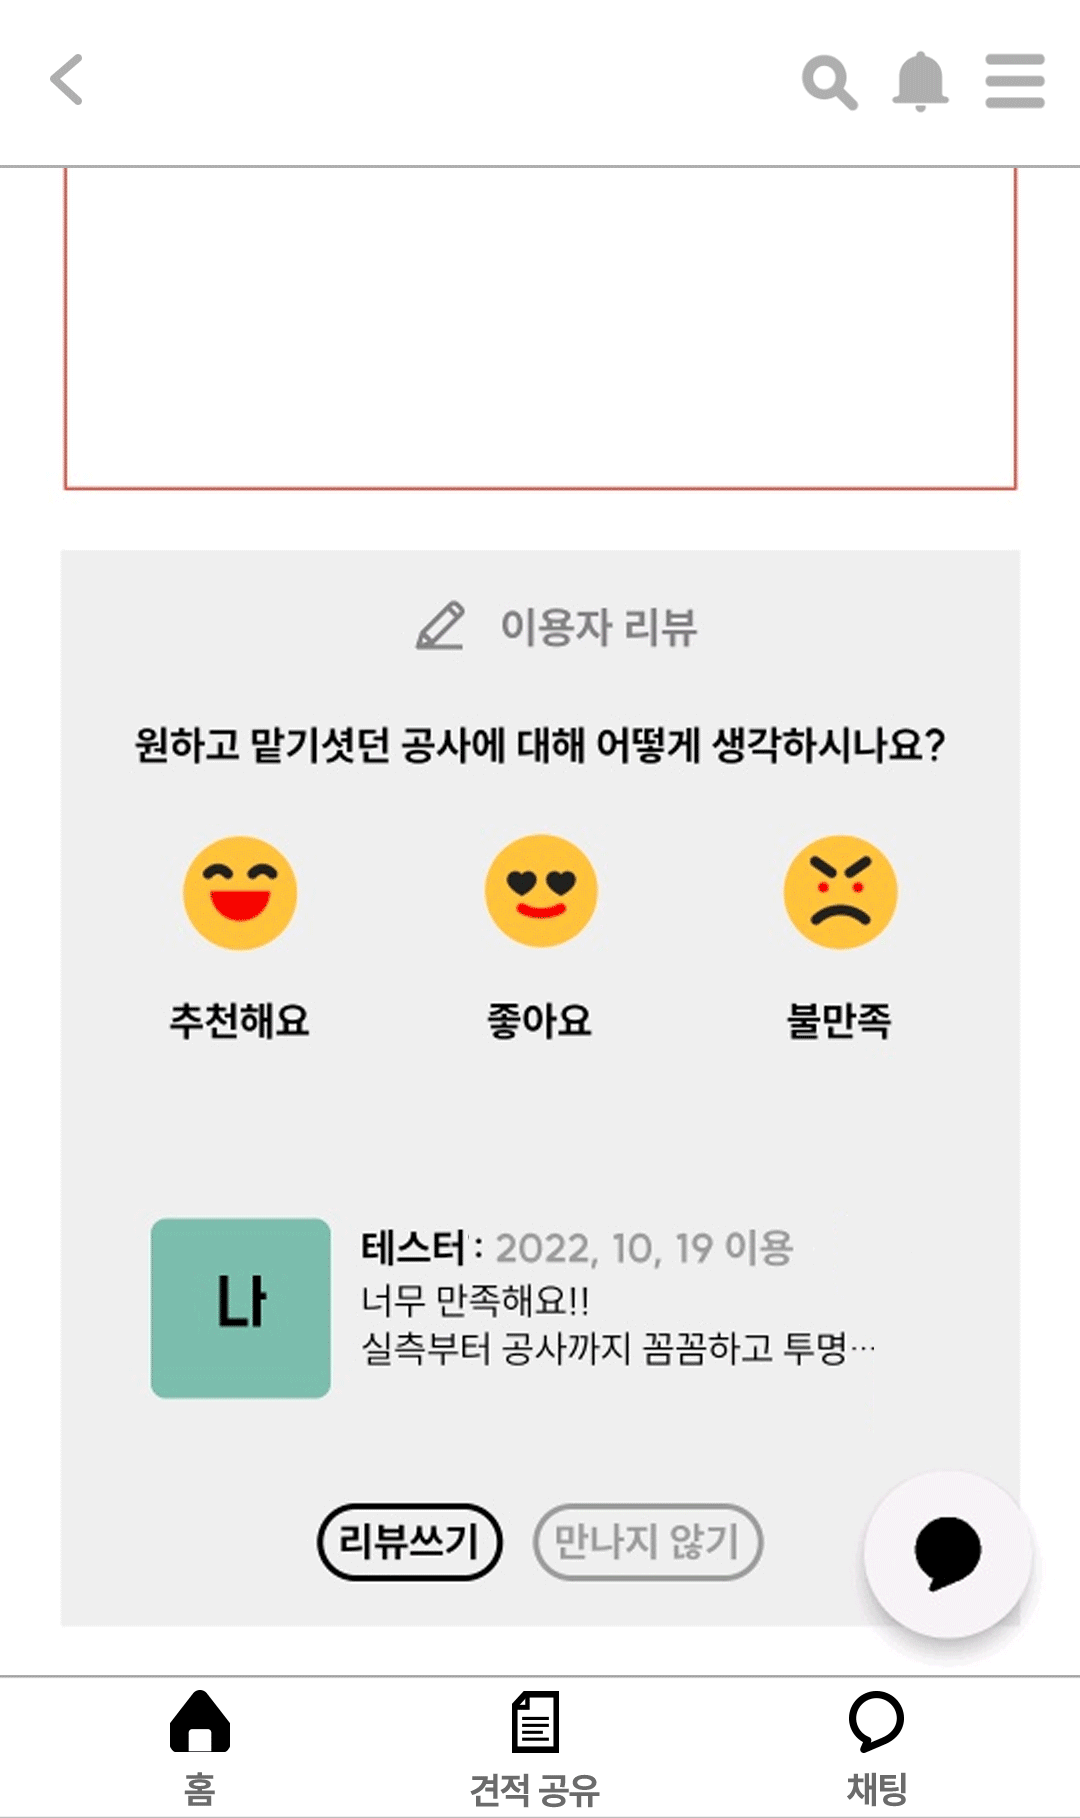 이용자 리뷰
원하고 맡기셧던 공사에 대해 어떻게 생각하시나요?
추천해요
좋아요
불만족
나
테스터 : 2022, 10, 19 이용
너무 만족해요!!
실측부터 공사까지 꼼꼼하고 투명…
리뷰쓰기
만나지 않기
홈
견적 공유
채팅